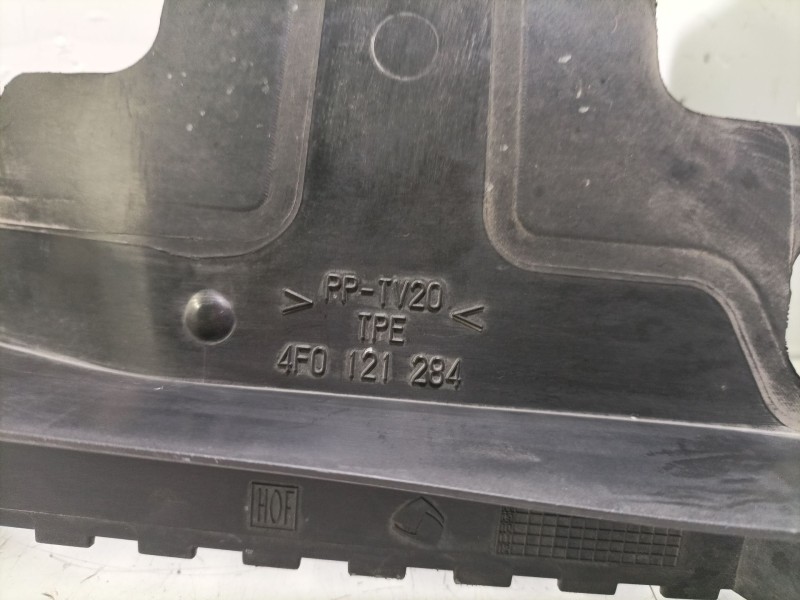 > PP-TV20 <
TPE
4F0 121 284
HOF